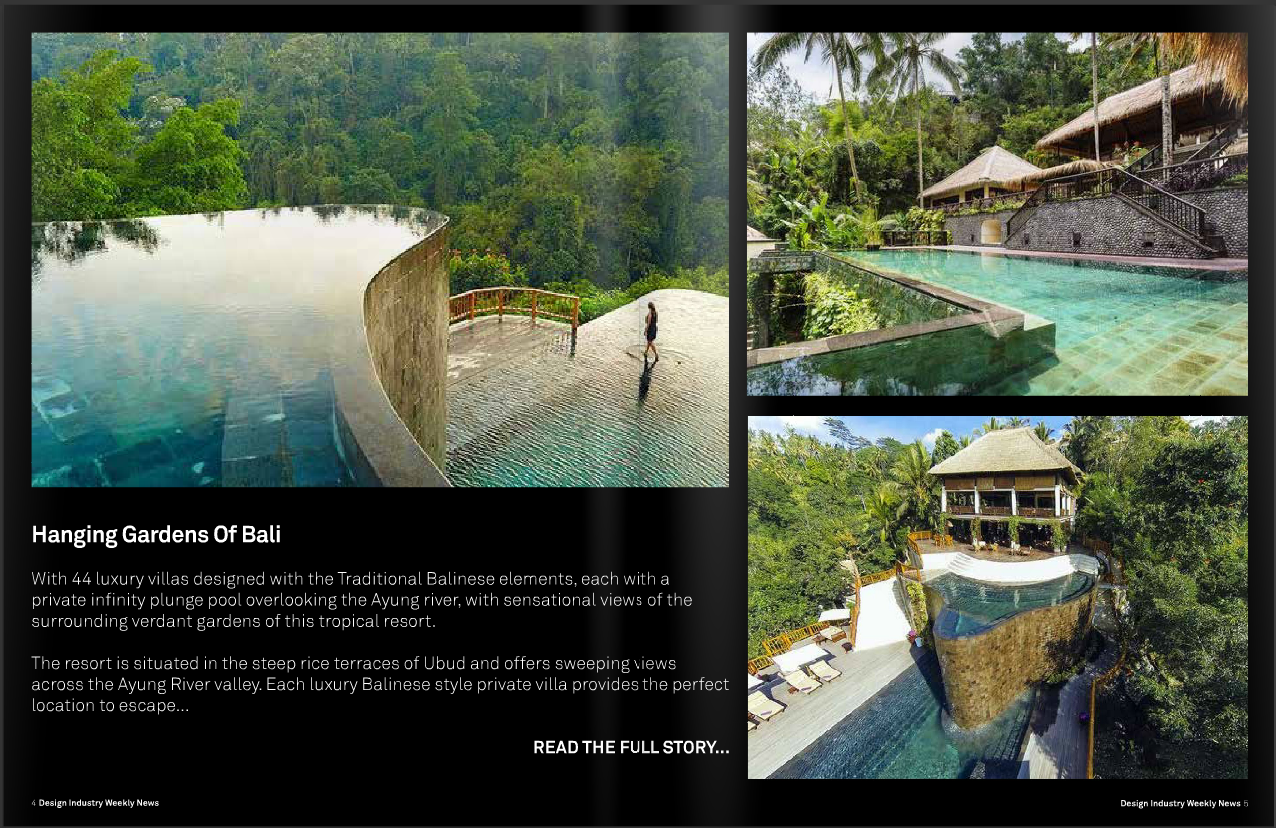 Hanging Gardens Of Bali
With 44 luxury villas designed with the Traditional Balinese elements, each with a
private infinity plunge pool overlooking the Ayung river, with sensational views of the
surrounding verdant gardens of this tropical resort.
The resort is situated in the steep rice terraces of Ubud and offers sweeping views
across the Ayung River valley. Each luxury Balinese style private villa provides the perfect
location to escape...
READ THE FULL STORY...
4 Design Industry Weekly News
Design Industry Weekly News 5